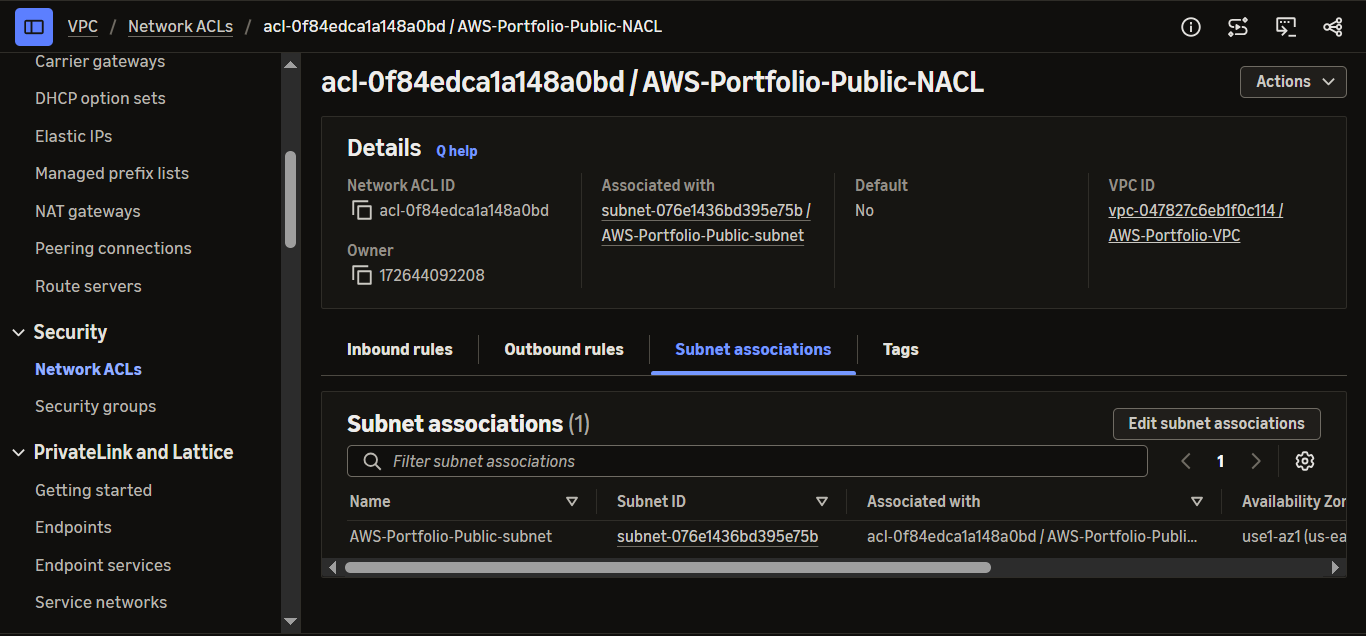 VPC / Network ACLs / acl-0f84edca1a148a0bd / AWS-Portfolio-Public-NACL
Carrier gateways
DHCP option sets
Elastic IPs
Managed prefix lists
NAT gateways
Peering connections
Route servers
Security
Network ACLs
Security groups
PrivateLink and Lattice
Getting started
Endpoints
Endpoint services
Service networks
acl-0f84edca1a148a0bd / AWS-Portfolio-Public-NACL
Actions
Details Q help
Network ACL ID
acl-0f84edca1a148a0bd
Owner
172644092208
Associated with
subnet-076e1436bd395e75b /
AWS-Portfolio-Public-subnet
Default
No
VPC ID
vpc-047827c6eb1f0c114 /
AWS-Portfolio-VPC
Inbound rules Outbound rules Subnet associations Tags
Subnet associations (1)
Edit subnet associations
Filter subnet associations
1
Name Subnet ID Associated with Availability Zor
AWS-Portfolio-Public-subnet subnet-076e1436bd395e75b acl-0f84edca1a148a0bd / AWS-Portfolio-Publi... use1-az1 (us-ea